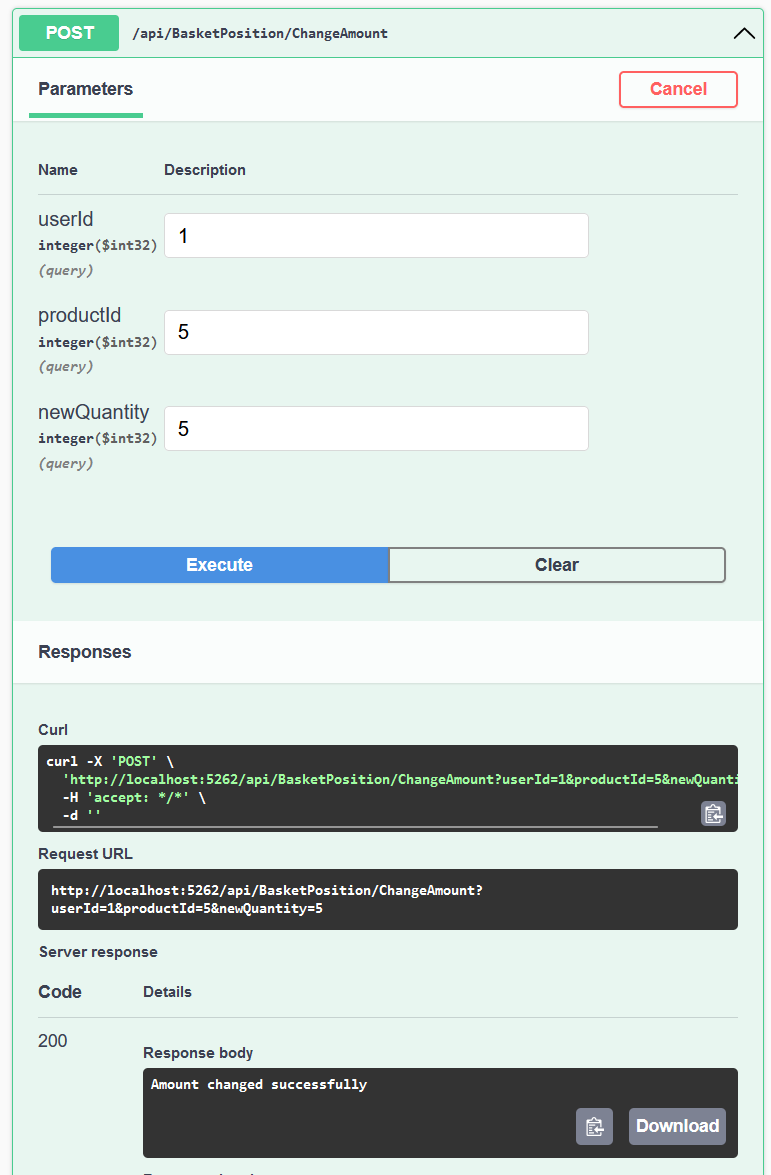 POST /api/BasketPosition/ChangeAmount
Parameters
Cancel
Name Description
userId
integer($int32)
(query)
1
productId
integer($int32)
(query)
5
newQuantity
integer($int32)
(query)
5
Execute Clear
Responses
Curl
curl -X 'POST' \
'http://localhost:5262/api/BasketPosition/ChangeAmount?userId=1&productId=5&newQuanti
-H 'accept: */*' \
-d ''
Request URL
http://localhost:5262/api/BasketPosition/ChangeAmount?
userId=1&productId=5&newQuantity=5
Server response
Code Details
200
Response body
Amount changed successfully
Download